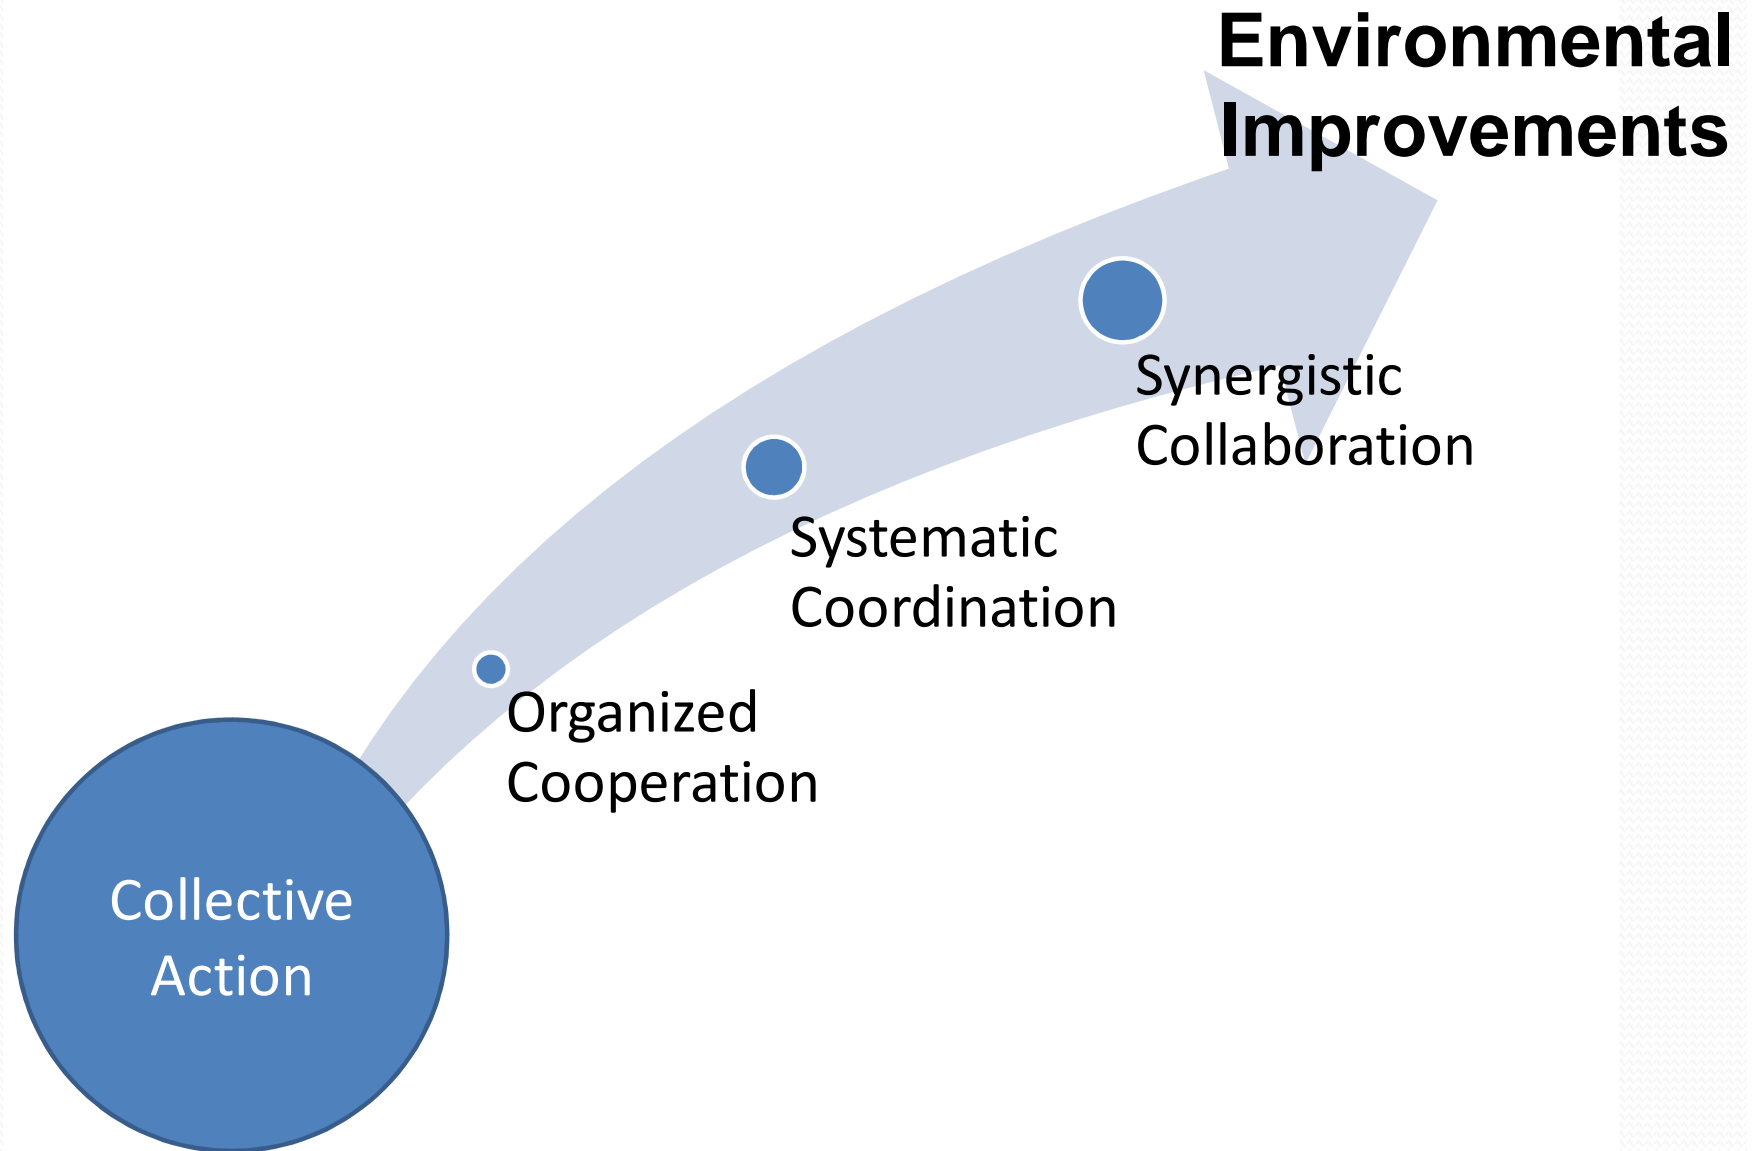 Environmental
Improvements
Synergistic
Collaboration
Systematic
Coordination
Organized
Cooperation
Collective
Action